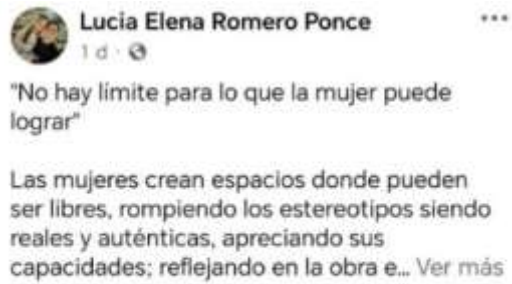 Lucia Elena Romero Ponce
1 d ·
"No hay límite para lo que la mujer puede
lograr"
Las mujeres crean espacios donde pueden
ser libres, rompiendo los estereotipos siendo
reales y auténticas, apreciando sus
capacidades; reflejando en la obra e... Ver más